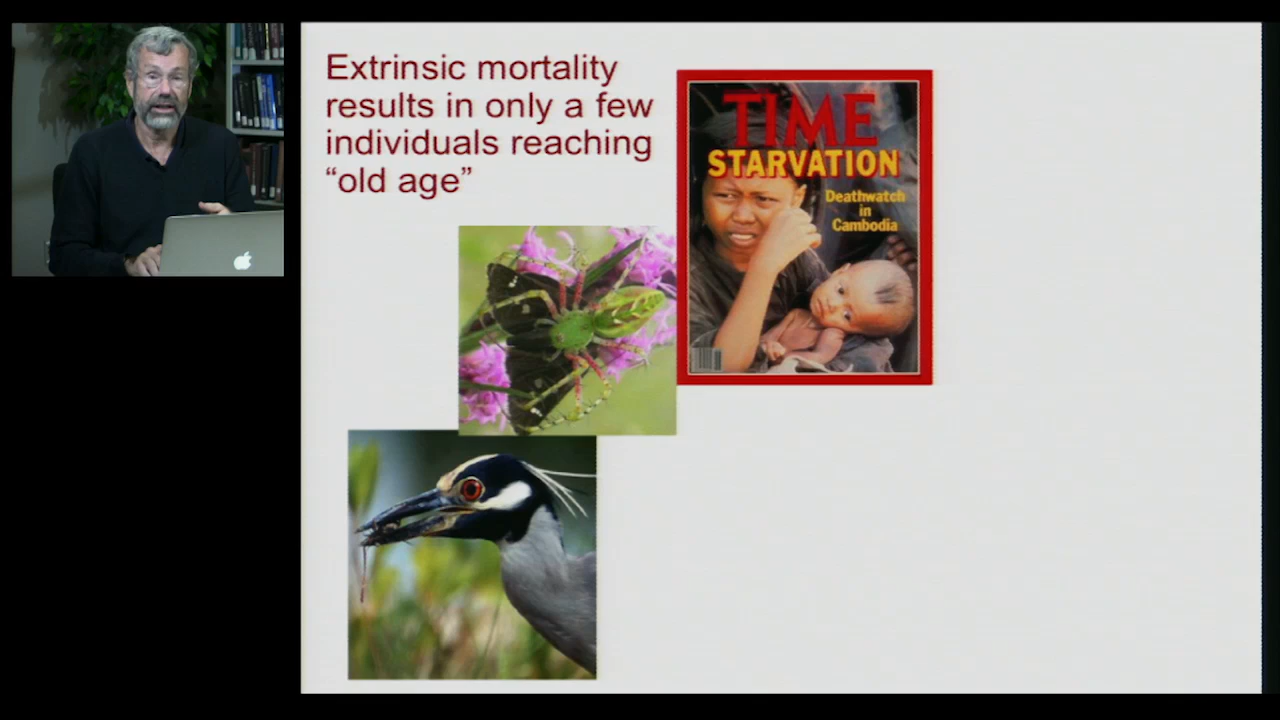 Extrinsic mortality
results in only a few
individuals reaching
“old age”
TIME
STARVATION
Deathwatch
in
Cambodia